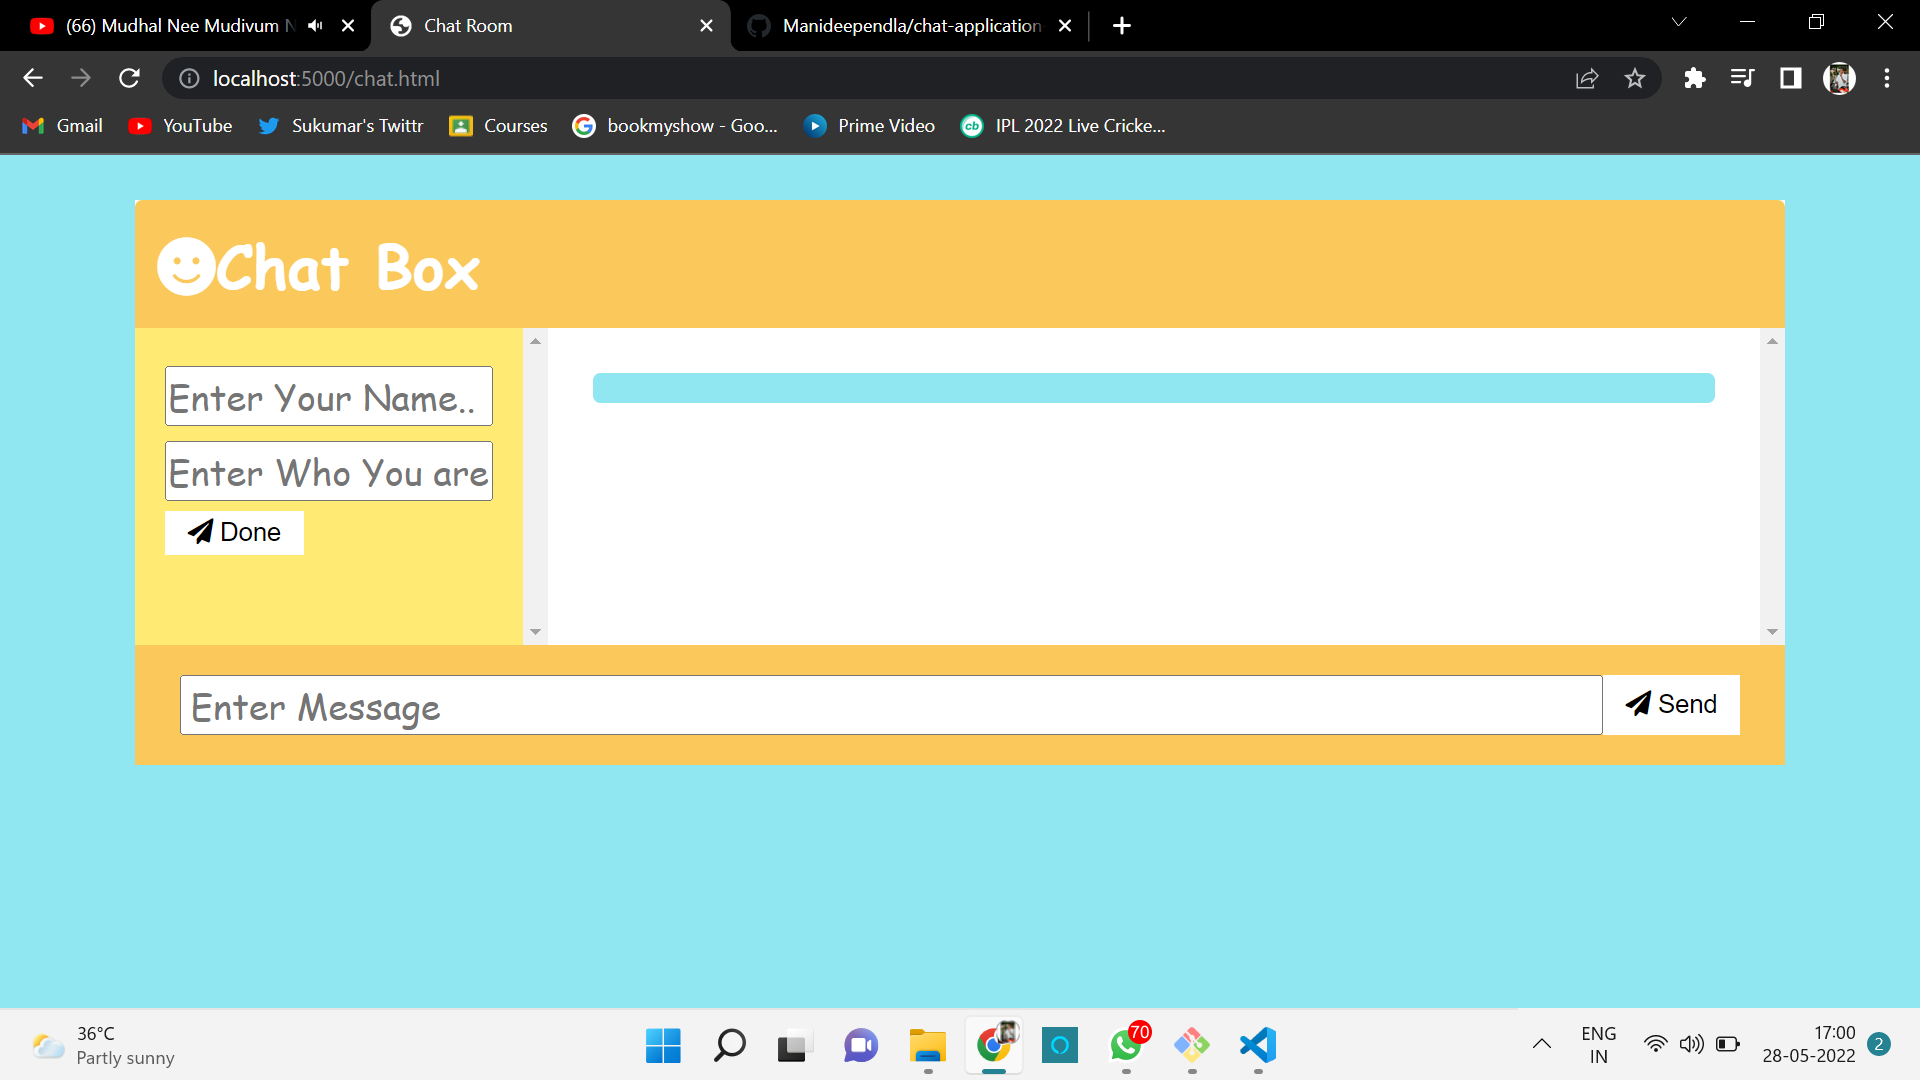 (66) Mudhal Nee Mudivum
Chat Room
Manideependla/chat-application
localhost:5000/chat.html
Gmail
YouTube
Sukumar's Twittr
Courses
bookmyshow - Goo...
Prime Video
cb
IPL 2022 Live Cricke...
Chat Box
Enter Your Name..
Enter Who You are
Done
Enter Message
Send
36°C
Partly sunny
70
ENG
IN
17:00
28-05-2022
2